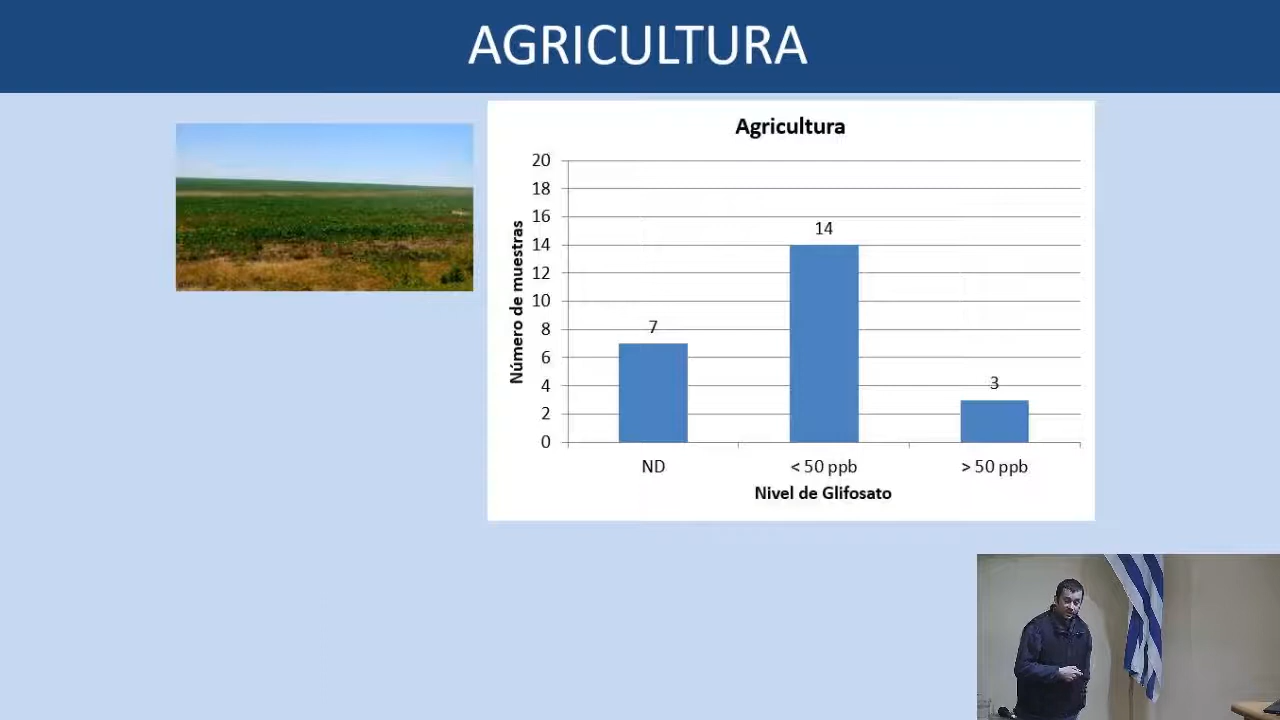 AGRICULTURA
Agricultura
Número de muestras
20
18
16
14
12
10
8
6
4
2
0
7
14
3
ND
< 50 ppb
> 50 ppb
Nivel de Glifosato